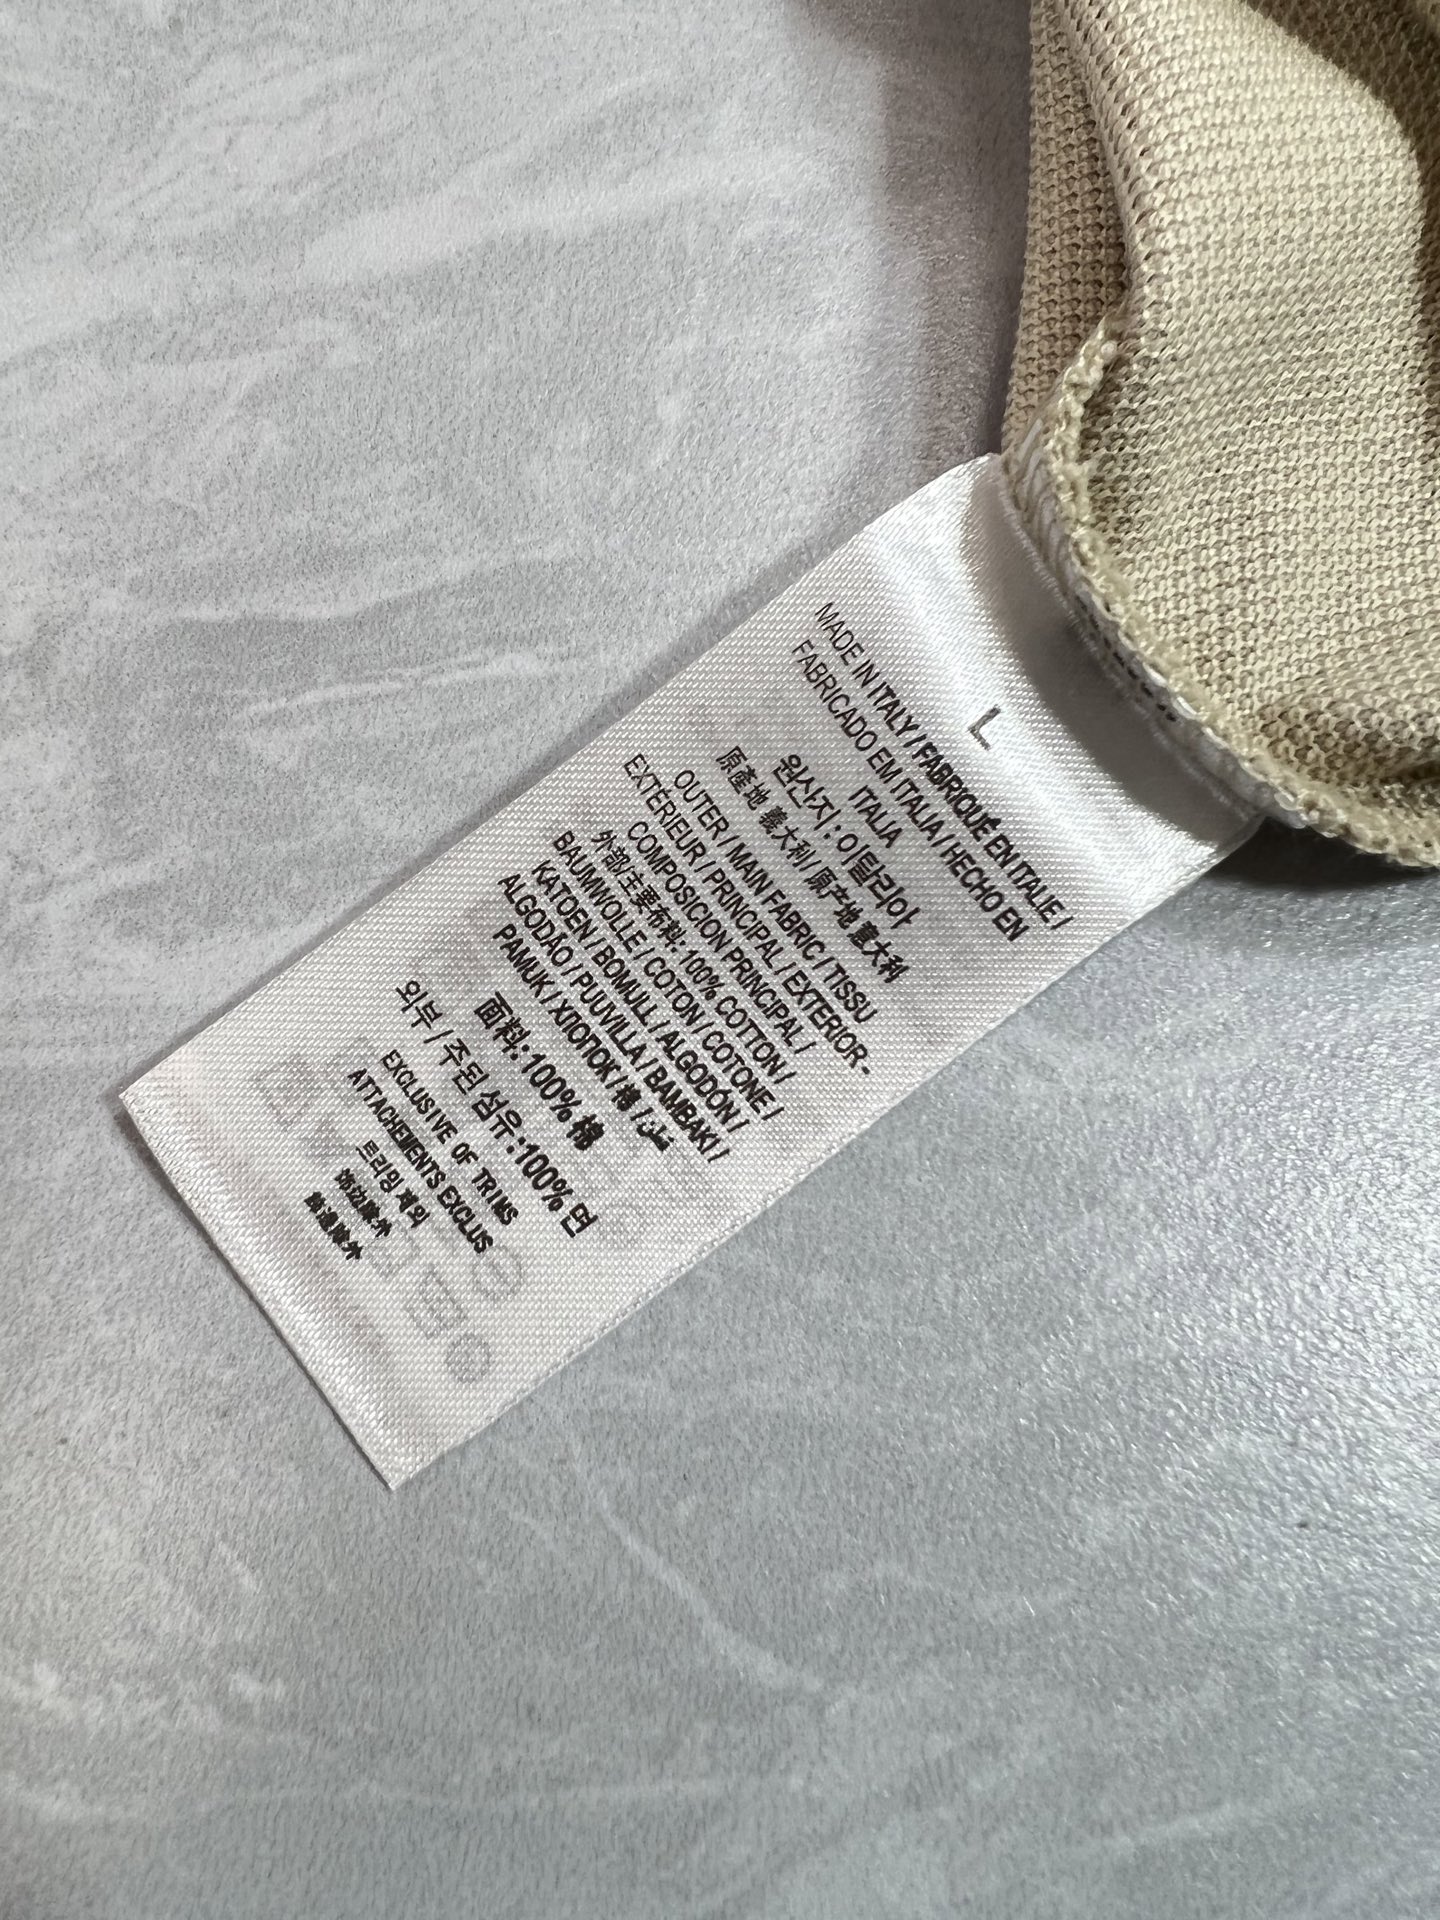 L
MADE IN ITALY / FABRIQUÉ EN ITALIE /
FABRICADO EM ITALIA / HECHO EN
ITALIA
원산지 : 이탈리아
原產地 義大利 / 原产地 意大利
OUTER / MAIN FABRIC / TISSU
EXTÉRIEUR / PRINCIPAL / EXTERIOR-
COMPOSICION PRINCIPAL /
外部/主要布料: 100% COTTON /
BAUMWOLLE / COTON / COTONE /
KATOEN / BOMULL / ALGODÓN /
ALGODÃO / PUUVILLA / BAMBAKI /
PAMUK / ХЛОПОК / 棉 / قطن
面料: 100% 棉
외부 / 주된 섬유 : 100% 면
EXCLUSIVE OF TRIMS
ATTACHEMENTS EXCLUS
트리밍 제외
饰边除外
飾邊除外